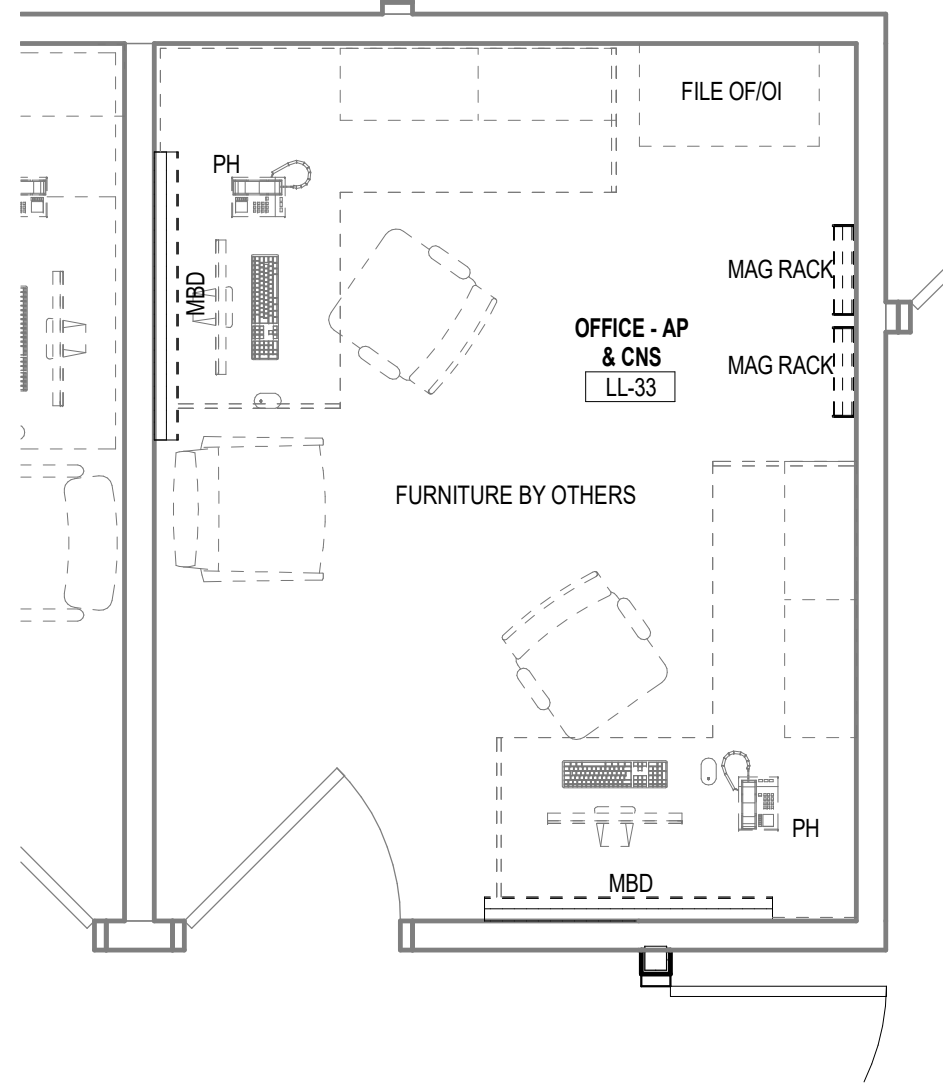 FILE OF/OI
PH
MBD
MAG RACK
OFFICE - AP
& CNS
LL-33
MAG RACK
FURNITURE BY OTHERS
PH
MBD